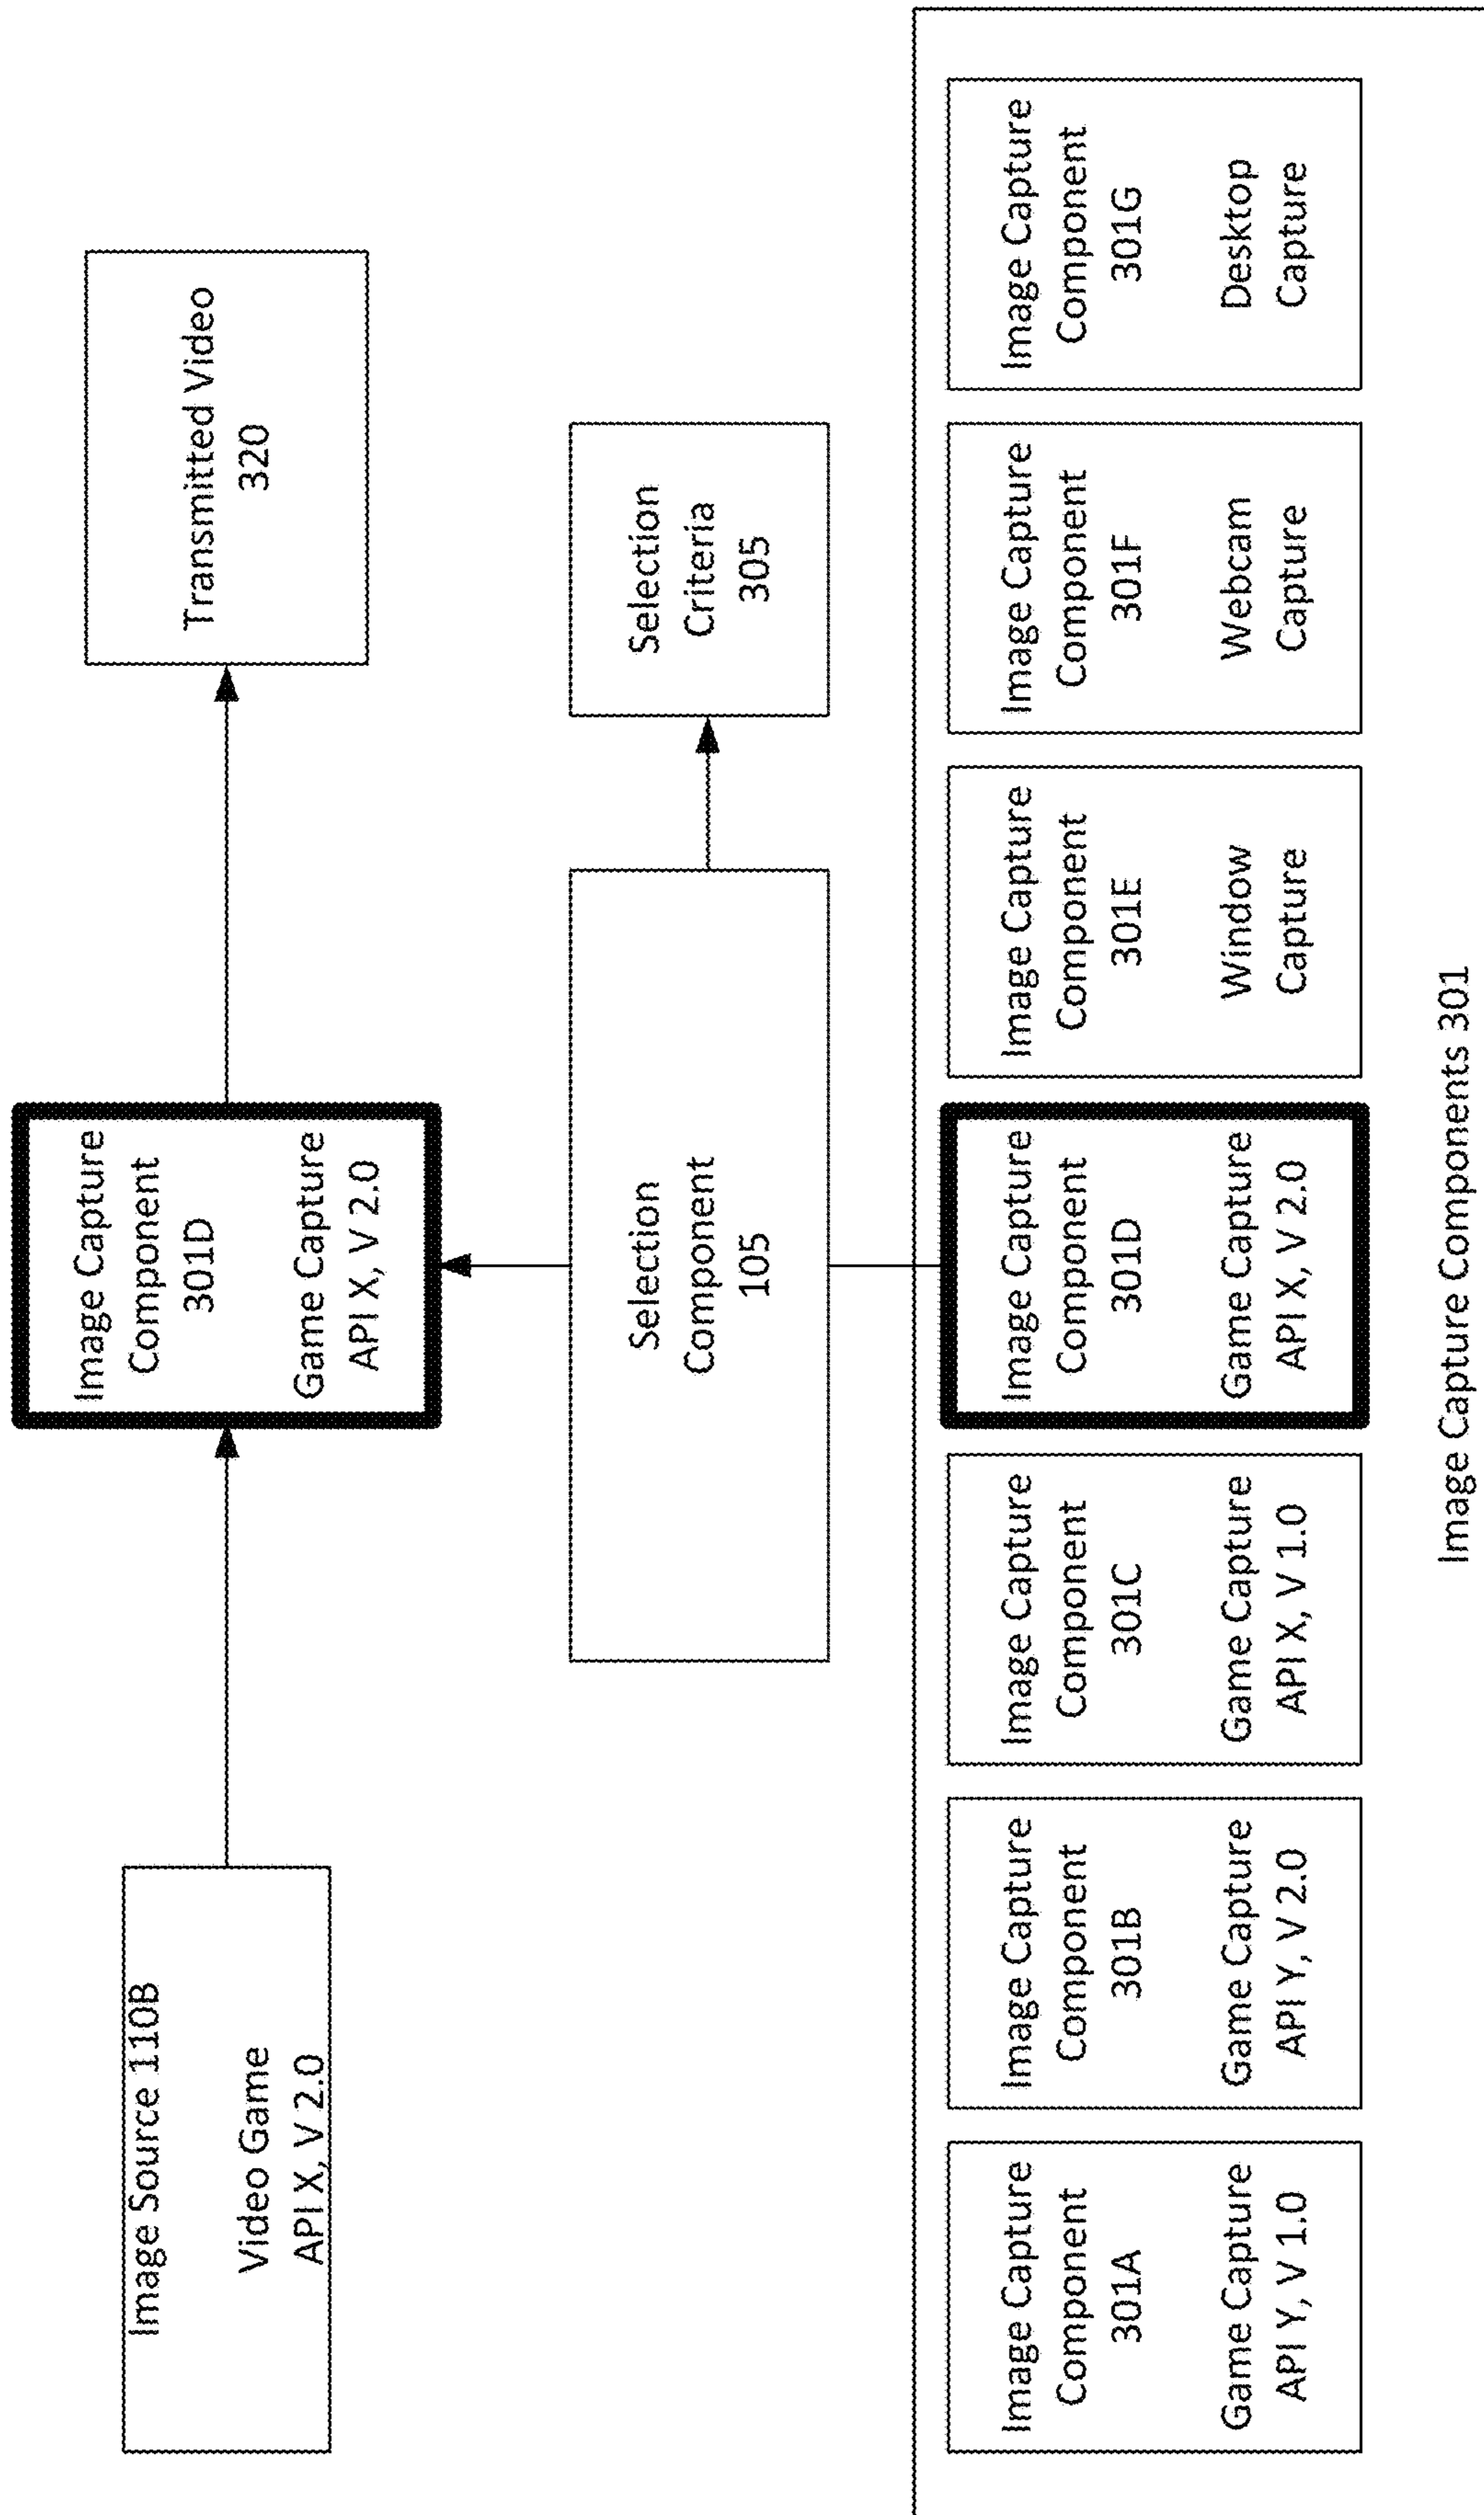 Image Source 110B
Video Game
API X, V 2.0
Image Capture
Component
301D
Game Capture
API X, V 2.0
Transmitted Video
320
Selection
Component
105
Selection
Criteria
305
Image Capture
Component
301A
Game Capture
API Y, V 1.0
Image Capture
Component
301B
Game Capture
API Y, V 2.0
Image Capture
Component
301C
Game Capture
API X, V 1.0
Image Capture
Component
301D
Game Capture
API X, V 2.0
Image Capture
Component
301E
Window
Capture
Image Capture
Component
301F
Webcam
Capture
Image Capture
Component
301G
Desktop
Capture
Image Capture Components 301